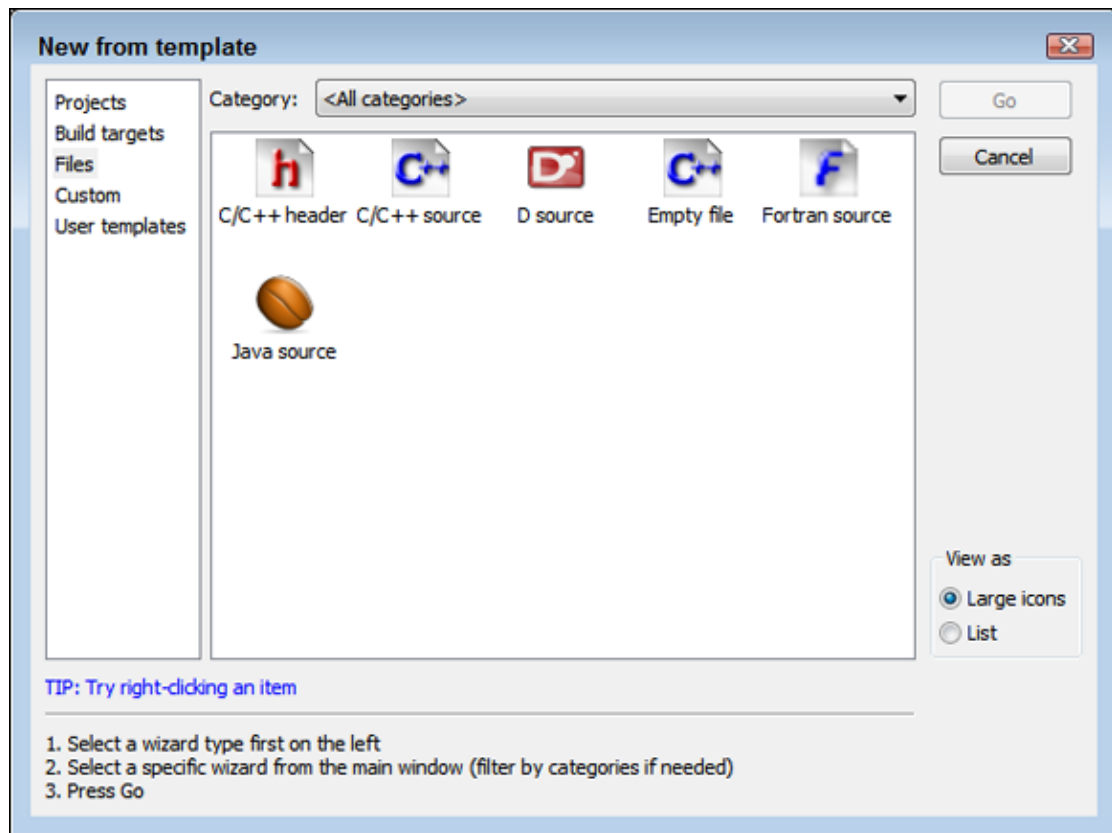 New from template
Projects
Build targets
Files
Custom
User templates
Category: <All categories>
Go
Cancel
h C++ D C++ F
C/C++ header C/C++ source D source Empty file Fortran source
Java source
View as
Large icons
List
TIP: Try right-clicking an item
1. Select a wizard type first on the left
2. Select a specific wizard from the main window (filter by categories if needed)
3. Press Go